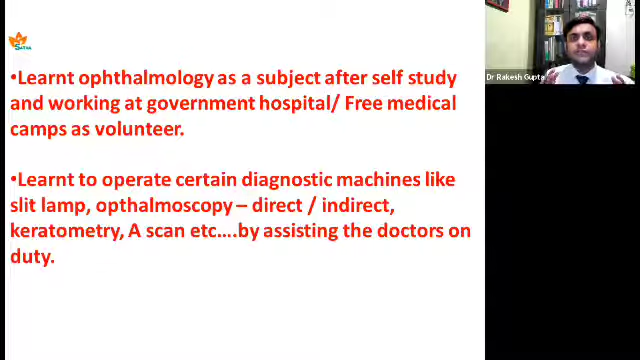 Satva
•Learnt ophthalmology as a subject after self study
and working at government hospital/ Free medical
camps as volunteer.
•Learnt to operate certain diagnostic machines like
slit lamp, opthalmoscopy – direct / indirect,
keratometry, A scan etc….by assisting the doctors on
duty.
Dr Rakesh Gupta